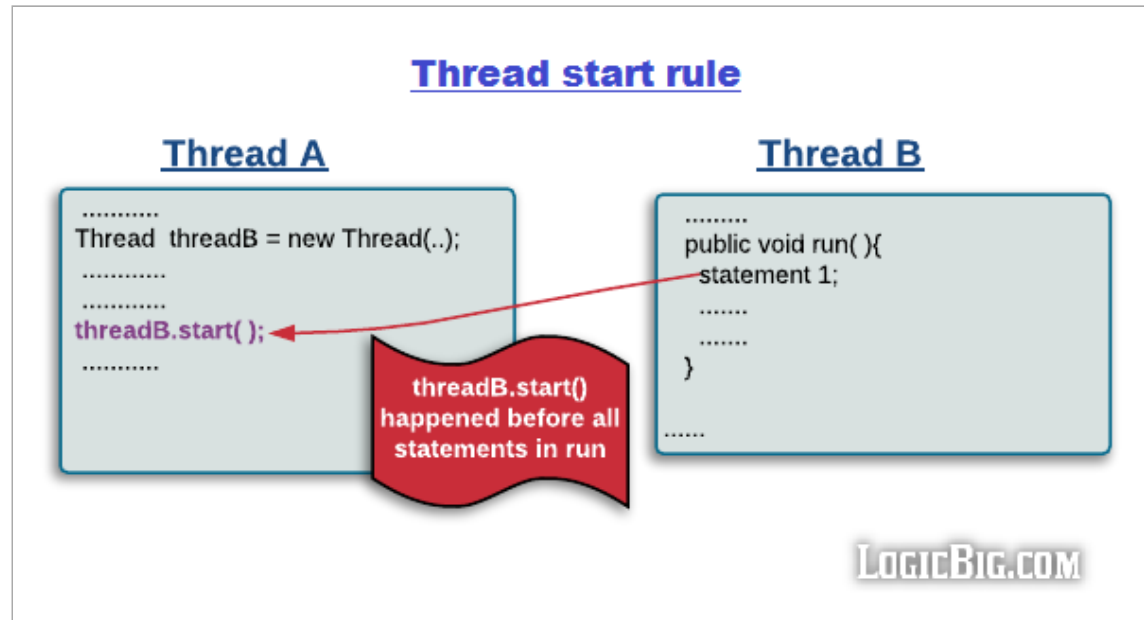 Thread start rule
Thread A
...........
Thread  threadB = new Thread(..);
............
............
threadB.start( );
...........
Thread B
.........
public void run( ){
statement 1;
.......
.......
}
......
threadB.start()
happened before all
statements in run
LogicBig.com